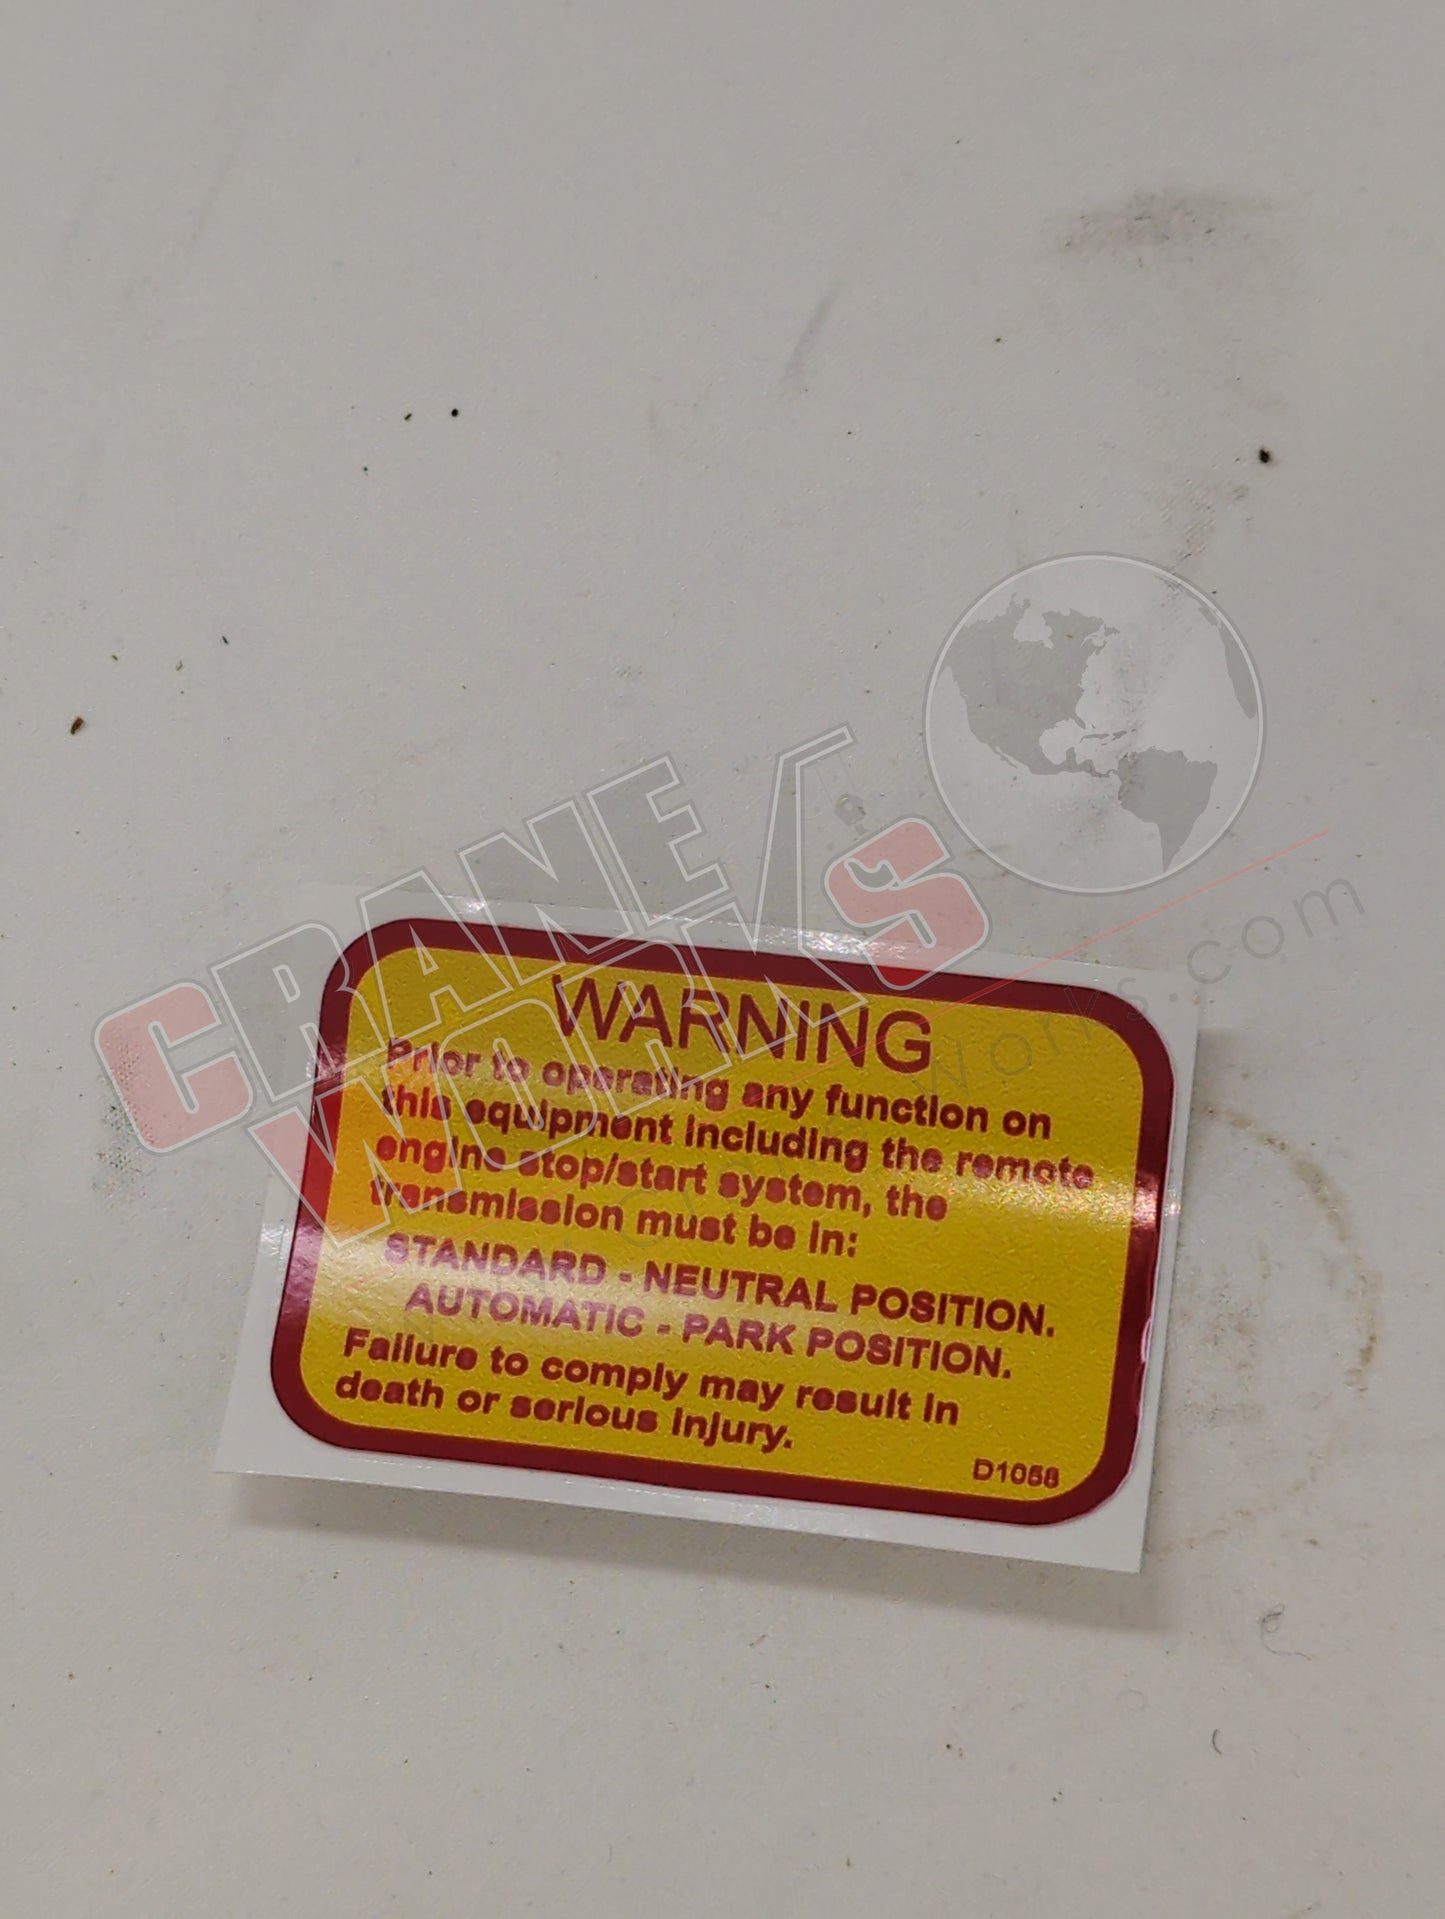 CRANE
WORKS
WARNING
Prior to operating any function on
this equipment including the remote
engine stop/start system, the
transmission must be in:
STANDARD - NEUTRAL POSITION.
AUTOMATIC - PARK POSITION.
Failure to comply may result in
death or serious injury.
D1058
works.com